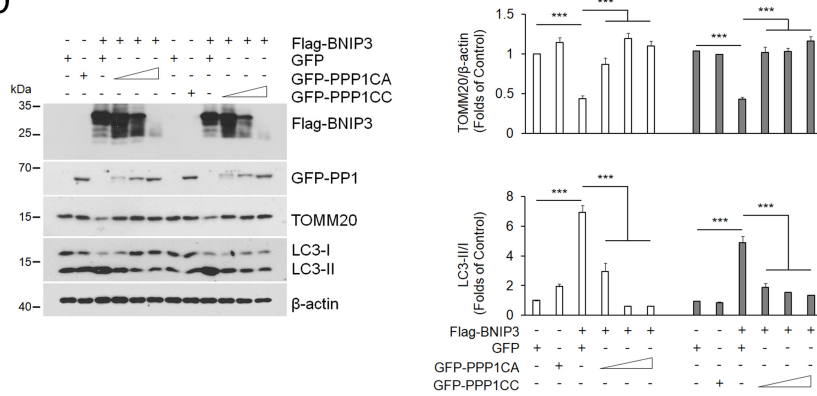 - - + + + + - - + + + + Flag-BNIP3
+ - + - - - + - + - - - GFP
- + GFP-PPP1CA
- + GFP-PPP1CC
kDa
35 Flag-BNIP3
25
70 GFP-PP1
15 TOMM20
LC3-I
15 LC3-II
40 β-actin
TOMM20/β-actin
(Folds of Control)
1.5
1
0.5
0
*** *** *** ***
LC3-II/I
(Folds of Control)
8
6
4
2
0
*** *** *** ***
Flag-BNIP3 - - + + + + - - + + + +
GFP + - + - - - + - + - - -
GFP-PPP1CA - + - - - - - - -
GFP-PPP1CC - - - - - - - + -